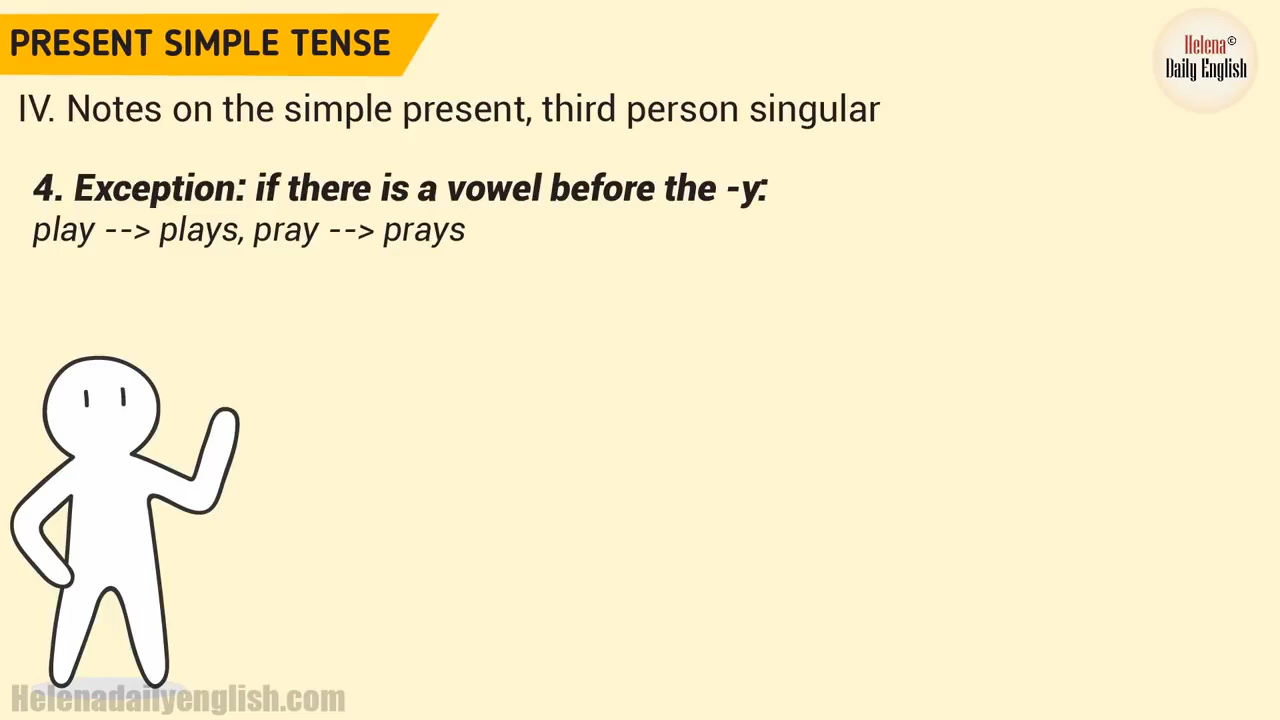 PRESENT SIMPLE TENSE
Helena©
Daily English
IV. Notes on the simple present, third person singular
4. Exception: if there is a vowel before the -y:
play --> plays, pray --> prays
Helenadailyenglish.com